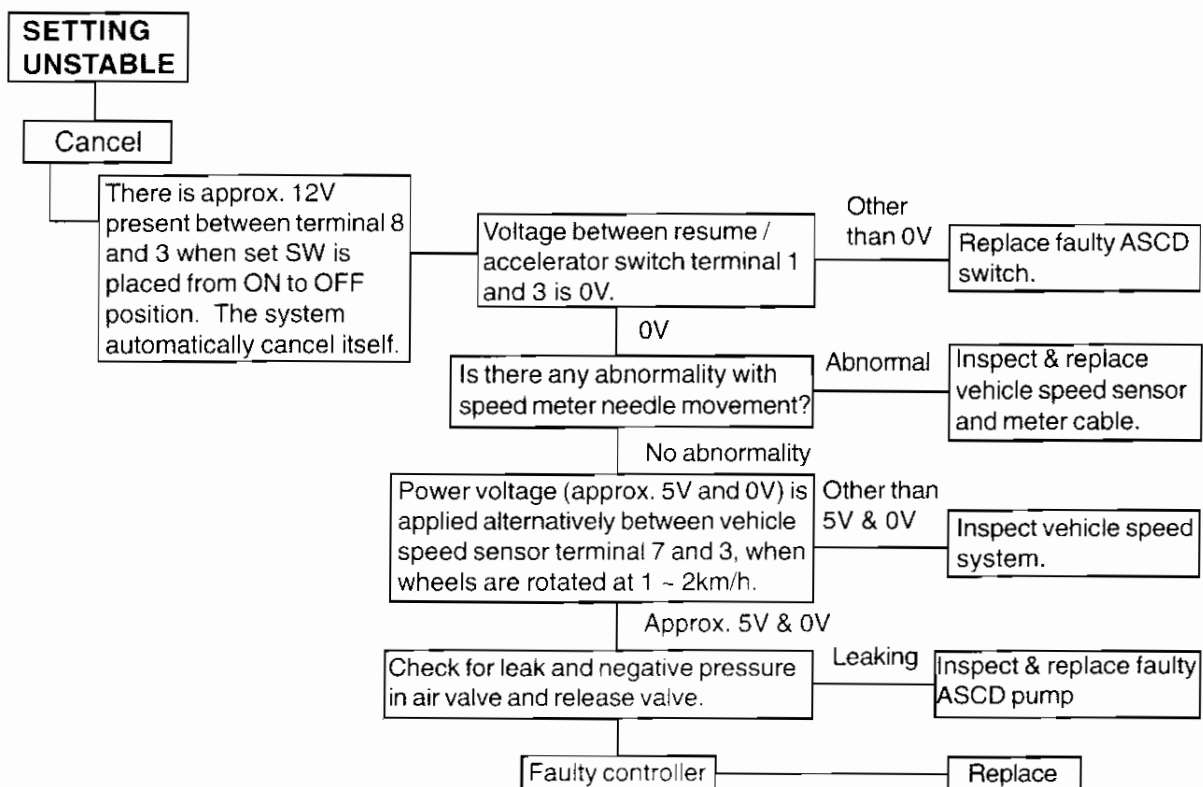 SETTING
UNSTABLE
Cancel
There is approx. 12V
present between terminal 8
and 3 when set SW is
placed from ON to OFF
position. The system
automatically cancel itself.
Voltage between resume /
accelerator switch terminal 1
and 3 is 0V.
Other
than 0V
Replace faulty ASCD
switch.
0V
Is there any abnormality with
speed meter needle movement?
Abnormal
Inspect & replace
vehicle speed sensor
and meter cable.
No abnormality
Power voltage (approx. 5V and 0V) is
applied alternatively between vehicle
speed sensor terminal 7 and 3, when
wheels are rotated at 1 ~ 2km/h.
Other than
5V & 0V
Inspect vehicle speed
system.
Approx. 5V & 0V
Check for leak and negative pressure
in air valve and release valve.
Leaking
Inspect & replace faulty
ASCD pump
Faulty controller
Replace